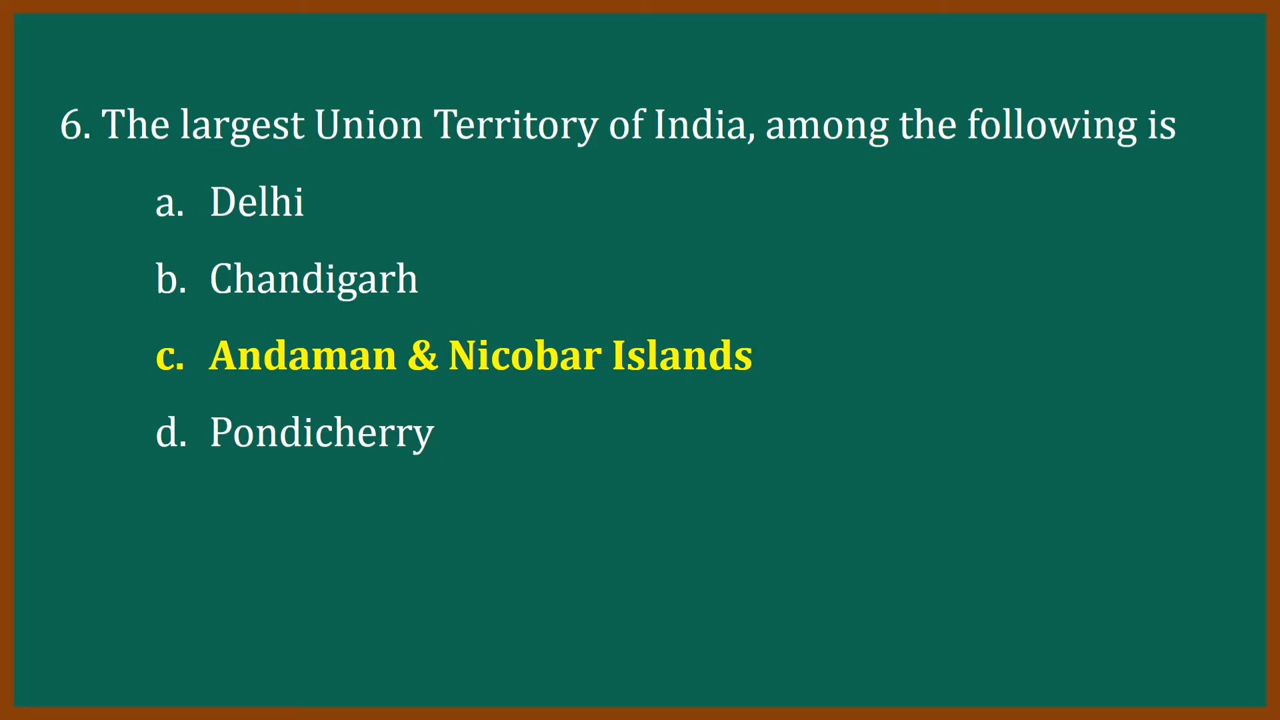 6. The largest Union Territory of India, among the following is
a. Delhi
b. Chandigarh
c. Andaman & Nicobar Islands
d. Pondicherry